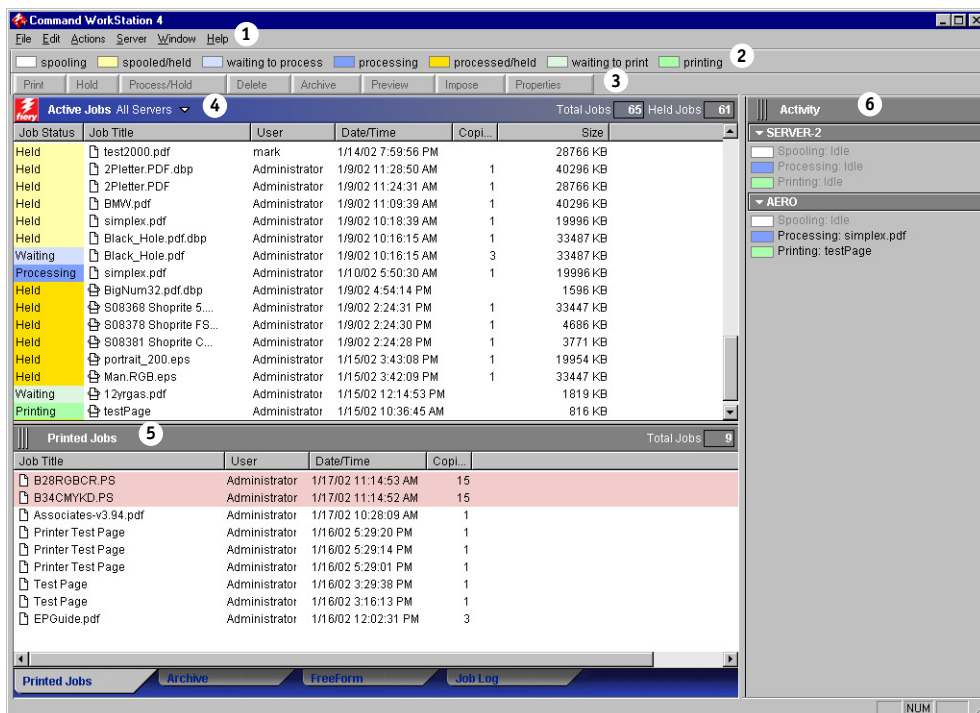 Command WorkStation 4
File Edit Actions Server Window Help 1
spooling spooled/held waiting to process processing processed/held waiting to print printing 2
Print Hold Process/Hold Delete Archive Preview Impose Properties 3
fiery Active Jobs All Servers 4 Total Jobs 65 Held Jobs 61
Job Status Job Title User Date/Time Copi... Size
Held test2000.pdf mark 1/14/02 7:59:56 PM 28766 KB
Held 2Pletter.PDF.dbp Administrator 1/9/02 11:28:50 AM 1 40296 KB
Held 2Pletter.PDF Administrator 1/9/02 11:24:31 AM 1 28766 KB
Held BMW.pdf Administrator 1/9/02 11:09:39 AM 1 40296 KB
Held simplex.pdf Administrator 1/9/02 10:18:39 AM 1 19996 KB
Held Black_Hole.pdf.dbp Administrator 1/9/02 10:16:15 AM 1 33487 KB
Waiting Black_Hole.pdf Administrator 1/9/02 10:16:15 AM 3 33487 KB
Processing simplex.pdf Administrator 1/10/02 5:50:30 AM 1 19996 KB
Held BigNum32.pdf.dbp Administrator 1/9/02 4:54:14 PM 1596 KB
Held S08368 Shoprite 5.... Administrator 1/9/02 2:24:31 PM 1 33447 KB
Held S08378 Shoprite FS... Administrator 1/9/02 2:24:30 PM 1 4686 KB
Held S08381 Shoprite C... Administrator 1/9/02 2:24:28 PM 1 3771 KB
Held portrait_200.eps Administrator 1/15/02 3:43:08 PM 1 19954 KB
Held Man.RGB.eps Administrator 1/15/02 3:42:09 PM 1 33447 KB
Waiting 12yrgas.pdf Administrator 1/15/02 12:14:53 PM 1819 KB
Printing testPage Administrator 1/15/02 10:36:45 AM 816 KB
Printed Jobs 5 Total Jobs 9
Job Title User Date/Time Copi...
B28RGBCR.PS Administrator 1/17/02 11:14:53 AM 15
B34CMYKD.PS Administrator 1/17/02 11:14:52 AM 15
Associates-v3.94.pdf Administrator 1/17/02 10:28:09 AM 1
Printer Test Page Administrator 1/16/02 5:29:20 PM 1
Printer Test Page Administrator 1/16/02 5:29:14 PM 1
Printer Test Page Administrator 1/16/02 5:29:01 PM 1
Test Page Administrator 1/16/02 3:29:38 PM 1
Test Page Administrator 1/16/02 3:16:13 PM 1
EPGuide.pdf Administrator 1/16/02 12:02:31 PM 3
Printed Jobs Archive FreeForm Job Log
Activity 6
SERVER-2
Spooling: Idle
Processing: Idle
Printing: Idle
AERO
Spooling: Idle
Processing: simplex.pdf
Printing: testPage
NUM